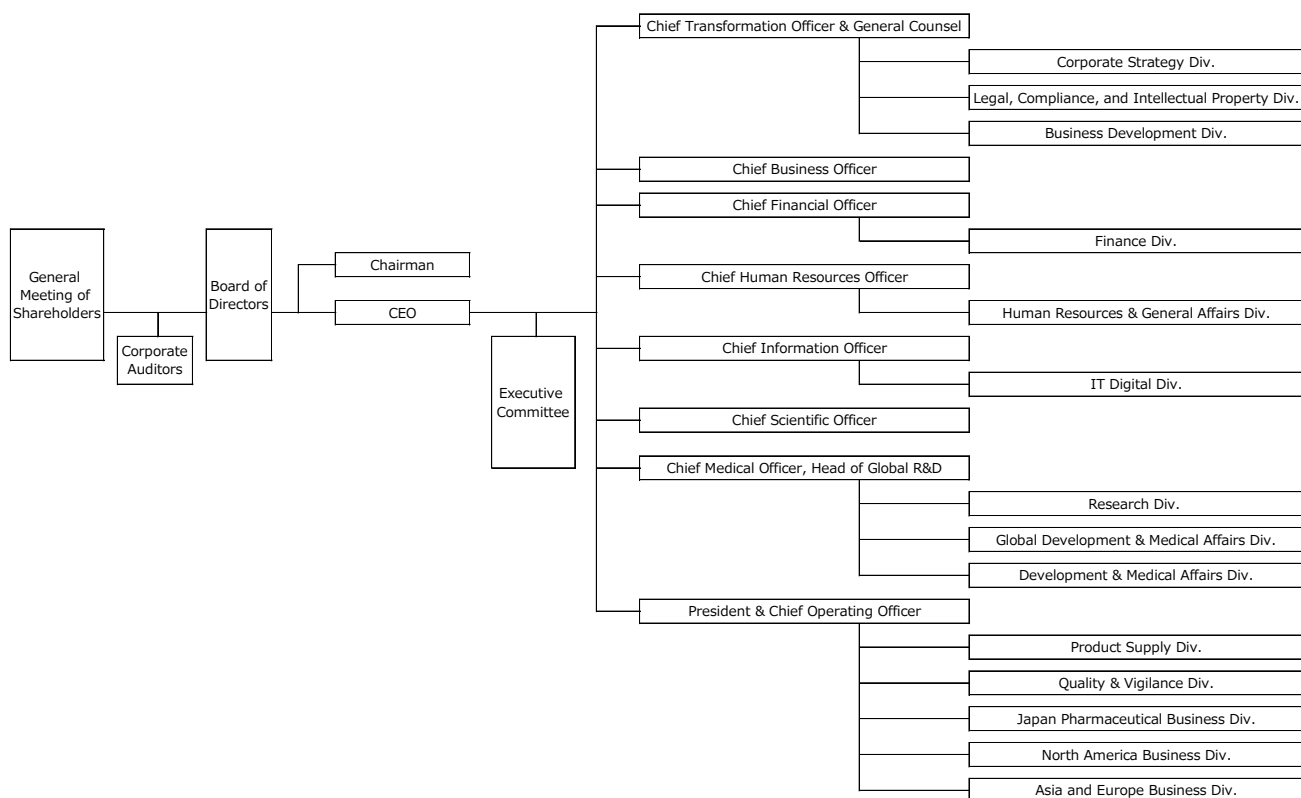 General
Meeting of
Shareholders
Corporate
Auditors
Board of
Directors
Chairman
CEO
Executive
Committee
Chief Transformation Officer & General Counsel
Corporate Strategy Div.
Legal, Compliance, and Intellectual Property Div.
Business Development Div.
Chief Business Officer
Chief Financial Officer
Finance Div.
Chief Human Resources Officer
Human Resources & General Affairs Div.
Chief Information Officer
IT Digital Div.
Chief Scientific Officer
Chief Medical Officer, Head of Global R&D
Research Div.
Global Development & Medical Affairs Div.
Development & Medical Affairs Div.
President & Chief Operating Officer
Product Supply Div.
Quality & Vigilance Div.
Japan Pharmaceutical Business Div.
North America Business Div.
Asia and Europe Business Div.